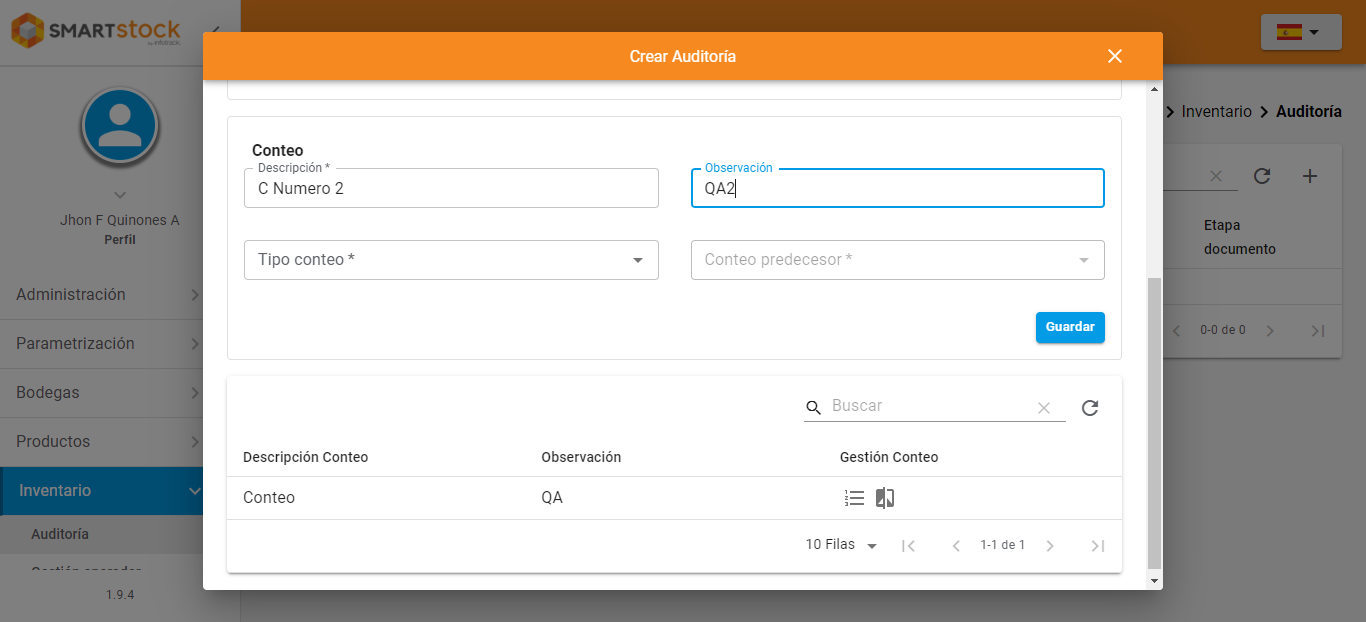 SMARTstock
by infotrack
Crear Auditoría
Inventario
Auditoría
Jhon F Quinones A
Perfil
Administración
Parametrización
Bodegas
Productos
Inventario
Auditoría
1.9.4
Conteo
Descripción *
C Numero 2
Observación
QA2
Tipo conteo *
Conteo predecesor *
Guardar
Buscar
Descripción Conteo
Observación
Gestión Conteo
Conteo
QA
10 Filas
1-1 de 1
Etapa
documento
0-0 de 0